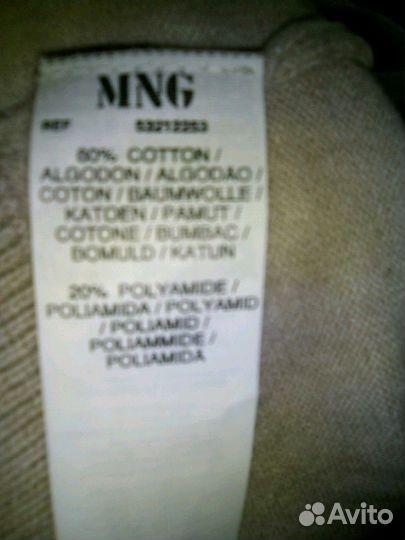 MNG
REF 53212253
80% COTTON /
ALGODON / ALGODAO /
COTON / BAUMWOLLE /
KATOEN / PAMUT /
COTONE / BUMBAC /
BOMULD / KATUN
20% POLYAMIDE /
POLIAMIDA / POLYAMID
/ POLIAMID /
POLIAMMIDE /
POLIAMIDA
Avito